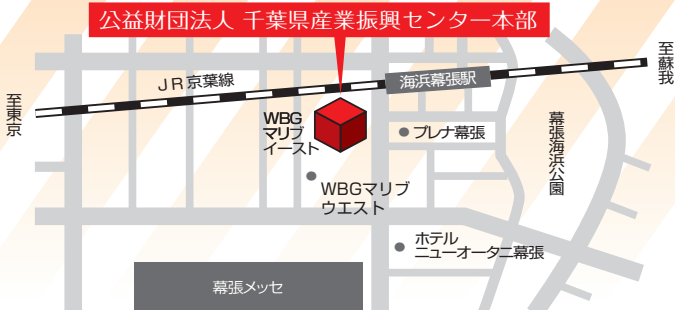 公益財団法人 千葉県産業振興センター本部
至蘇我
JR京葉線
海浜幕張駅
至東京
WBG
マリブ
イースト
プレナ幕張
幕張海浜公園
WBGマリブ
ウエスト
ホテル
ニューオータニ幕張
幕張メッセ